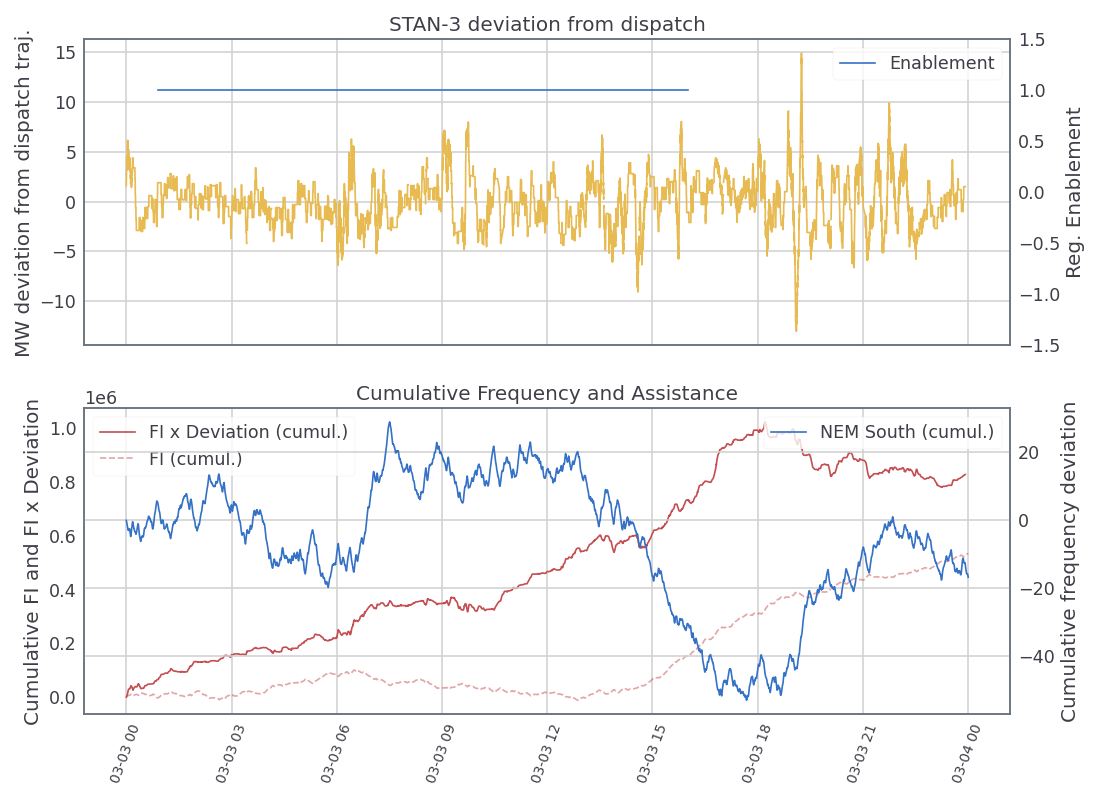 STAN-3 deviation from dispatch
MW deviation from dispatch traj.
15
10
5
0
−5
−10
Enablement
1.5
1.0
0.5
0.0
−0.5
−1.0
−1.5
Reg. Enablement
Cumulative Frequency and Assistance
1e6
Cumulative FI and FI x Deviation
1.0
0.8
0.6
0.4
0.2
0.0
FI x Deviation (cumul.)
FI (cumul.)
NEM South (cumul.)
20
0
−20
−40
Cumulative frequency deviation
03-03 00
03-03 03
03-03 06
03-03 09
03-03 12
03-03 15
03-03 18
03-03 21
03-04 00